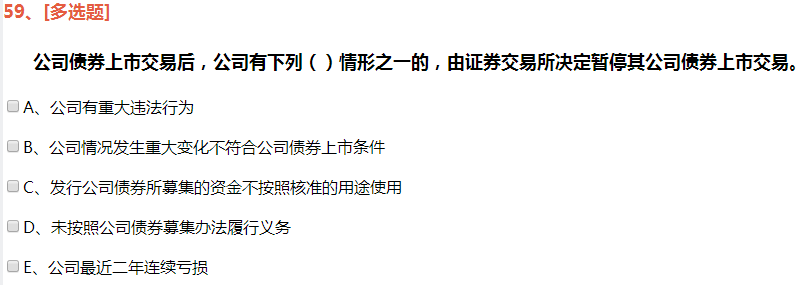 59、[多选题]
公司债券上市交易后，公司有下列（ ）情形之一的，由证券交易所决定暂停其公司债券上市交易。
A、公司有重大违法行为
B、公司情况发生重大变化不符合公司债券上市条件
C、发行公司债券所募集的资金不按照核准的用途使用
D、未按照公司债券募集办法履行义务
E、公司最近二年连续亏损